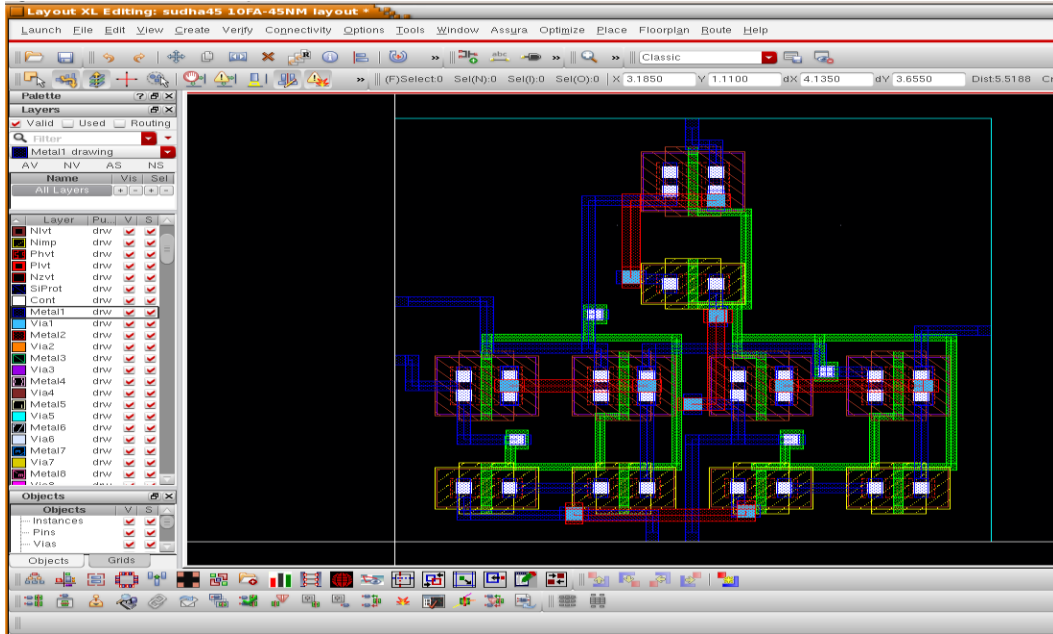 Layout XL Editing: sudha45 10FA-45NM layout *
Launch File Edit View Create Verify Connectivity Options Tools Window Assura Optimize Place Floorplan Route Help
» » » Classic
» (F)Select:0 Sel(N):0 Sel(I):0 Sel(O):0 X 3.1850 Y 1.1100 dX 4.1350 dY 3.6550 Dist:5.5188
Palette
Layers
Valid Used Routing
Filter
Metal1 drawing
AV NV AS NS
Name Vis Sel
All Layers + - + -
Layer Pu... V S
Nlvt drw
Nimp drw
Phvt drw
Plvt drw
Nzvt drw
SiProt drw
Cont drw
Metal1 drw
Via1 drw
Metal2 drw
Via2 drw
Metal3 drw
Via3 drw
Metal4 drw
Via4 drw
Metal5 drw
Via5 drw
Metal6 drw
Via6 drw
Metal7 drw
Via7 drw
Metal8 drw
Objects
Objects V S
Instances
Pins
Vias
Objects Grids